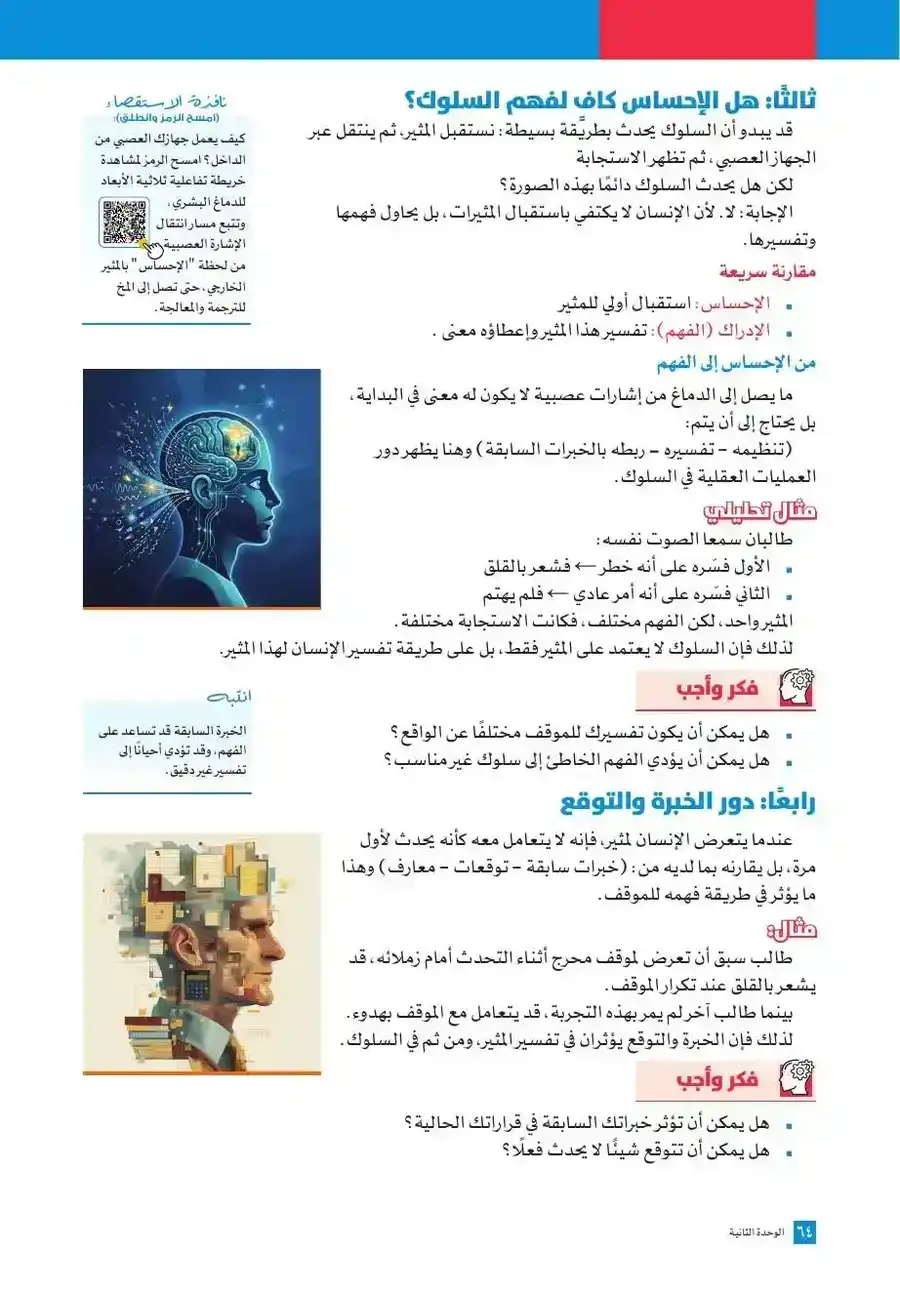 ثالثًا: هل الإحساس كاف لفهم السلوك؟
قد يبدو أن السلوك يحدث بطريقة بسيطة: نستقبل المثير، ثم ينتقل عبر
الجهاز العصبي، ثم تظهر الاستجابة
لكن هل يحدث السلوك دائمًا بهذه الصورة؟
الإجابة: لا. لأن الإنسان لا يكتفي باستقبال المثيرات، بل يحاول فهمها
وتفسيرها.
مقارنة سريعة
الإحساس: استقبال أولي للمثير
الإدراك (الفهم): تفسير هذا المثير وإعطاؤه معنى .
من الإحساس إلى الفهم
ما يصل إلى الدماغ من إشارات عصبية لا يكون له معنى في البداية،
بل يحتاج إلى أن يتم:
(تنظيمه - تفسيره - ربطه بالخبرات السابقة) وهنا يظهر دور
العمليات العقلية في السلوك.
مثال تحليلي
طالبان سمعا الصوت نفسه:
الأول فسّره على أنه خطر ← فشعر بالقلق
الثاني فسّره على أنه أمر عادي ← فلم يهتم
المثير واحد، لكن الفهم مختلف، فكانت الاستجابة مختلفة.
لذلك فإن السلوك لا يعتمد على المثير فقط، بل على طريقة تفسير الإنسان لهذا المثير.
فكر وأجب
هل يمكن أن يكون تفسيرك للموقف مختلفًا عن الواقع؟
هل يمكن أن يؤدي الفهم الخاطئ إلى سلوك غير مناسب؟
رابعًا: دور الخبرة والتوقع
عندما يتعرض الإنسان لمثير، فإنه لا يتعامل معه كأنه يحدث لأول
مرة، بل يقارنه بما لديه من: (خبرات سابقة - توقعات - معارف) وهذا
ما يؤثر في طريقة فهمه للموقف.
مثال:
طالب سبق أن تعرض لموقف محرج أثناء التحدث أمام زملائه، قد
يشعر بالقلق عند تكرار الموقف.
بينما طالب آخر لم يمر بهذه التجربة، قد يتعامل مع الموقف بهدوء.
لذلك فإن الخبرة والتوقع يؤثران في تفسير المثير، ومن ثم في السلوك.
فكر وأجب
هل يمكن أن تؤثر خبراتك السابقة في قراراتك الحالية؟
هل يمكن أن تتوقع شيئًا لا يحدث فعلًا؟
نافذة الاستقصاء
(امسح الرمز وانطلق):
كيف يعمل جهازك العصبي من
الداخل؟ امسح الرمز لمشاهدة
خريطة تفاعلية ثلاثية الأبعاد
للدماغ البشري،
وتتبع مسار انتقال
الإشارة العصبية
من لحظة "الإحساس" بالمثير
الخارجي، حتى تصل إلى المخ
للترجمة والمعالجة.
انتبه
الخبرة السابقة قد تساعد على
الفهم، وقد تؤدي أحيانًا إلى
تفسير غير دقيق.
٦٤ الوحدة الثانية